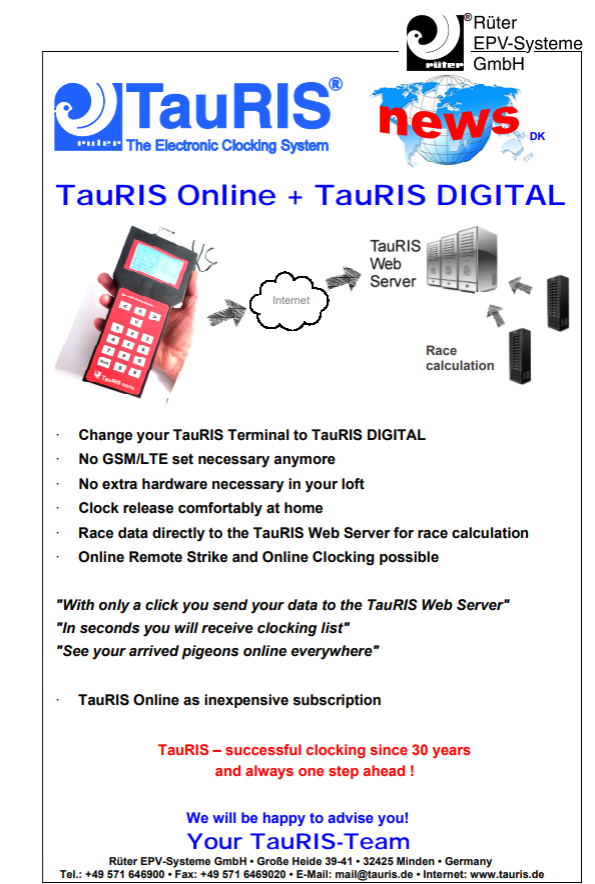 Rüter
EPV-Systeme
GmbH
rüter
TauRIS®
rüter
The Electronic Clocking System
news
DK
TauRIS Online + TauRIS DIGITAL
TauRIS
Web
Server
Internet
Race
calculation
TauRIS DIGITAL
· Change your TauRIS Terminal to TauRIS DIGITAL
· No GSM/LTE set necessary anymore
· No extra hardware necessary in your loft
· Clock release comfortably at home
· Race data directly to the TauRIS Web Server for race calculation
· Online Remote Strike and Online Clocking possible
"With only a click you send your data to the TauRIS Web Server"
"In seconds you will receive clocking list"
"See your arrived pigeons online everywhere"
· TauRIS Online as inexpensive subscription
TauRIS – successful clocking since 30 years
and always one step ahead !
We will be happy to advise you!
Your TauRIS-Team
Rüter EPV-Systeme GmbH • Große Heide 39-41 • 32425 Minden • Germany
Tel.: +49 571 646900 • Fax: +49 571 6469020 • E-Mail: mail@tauris.de • Internet: www.tauris.de